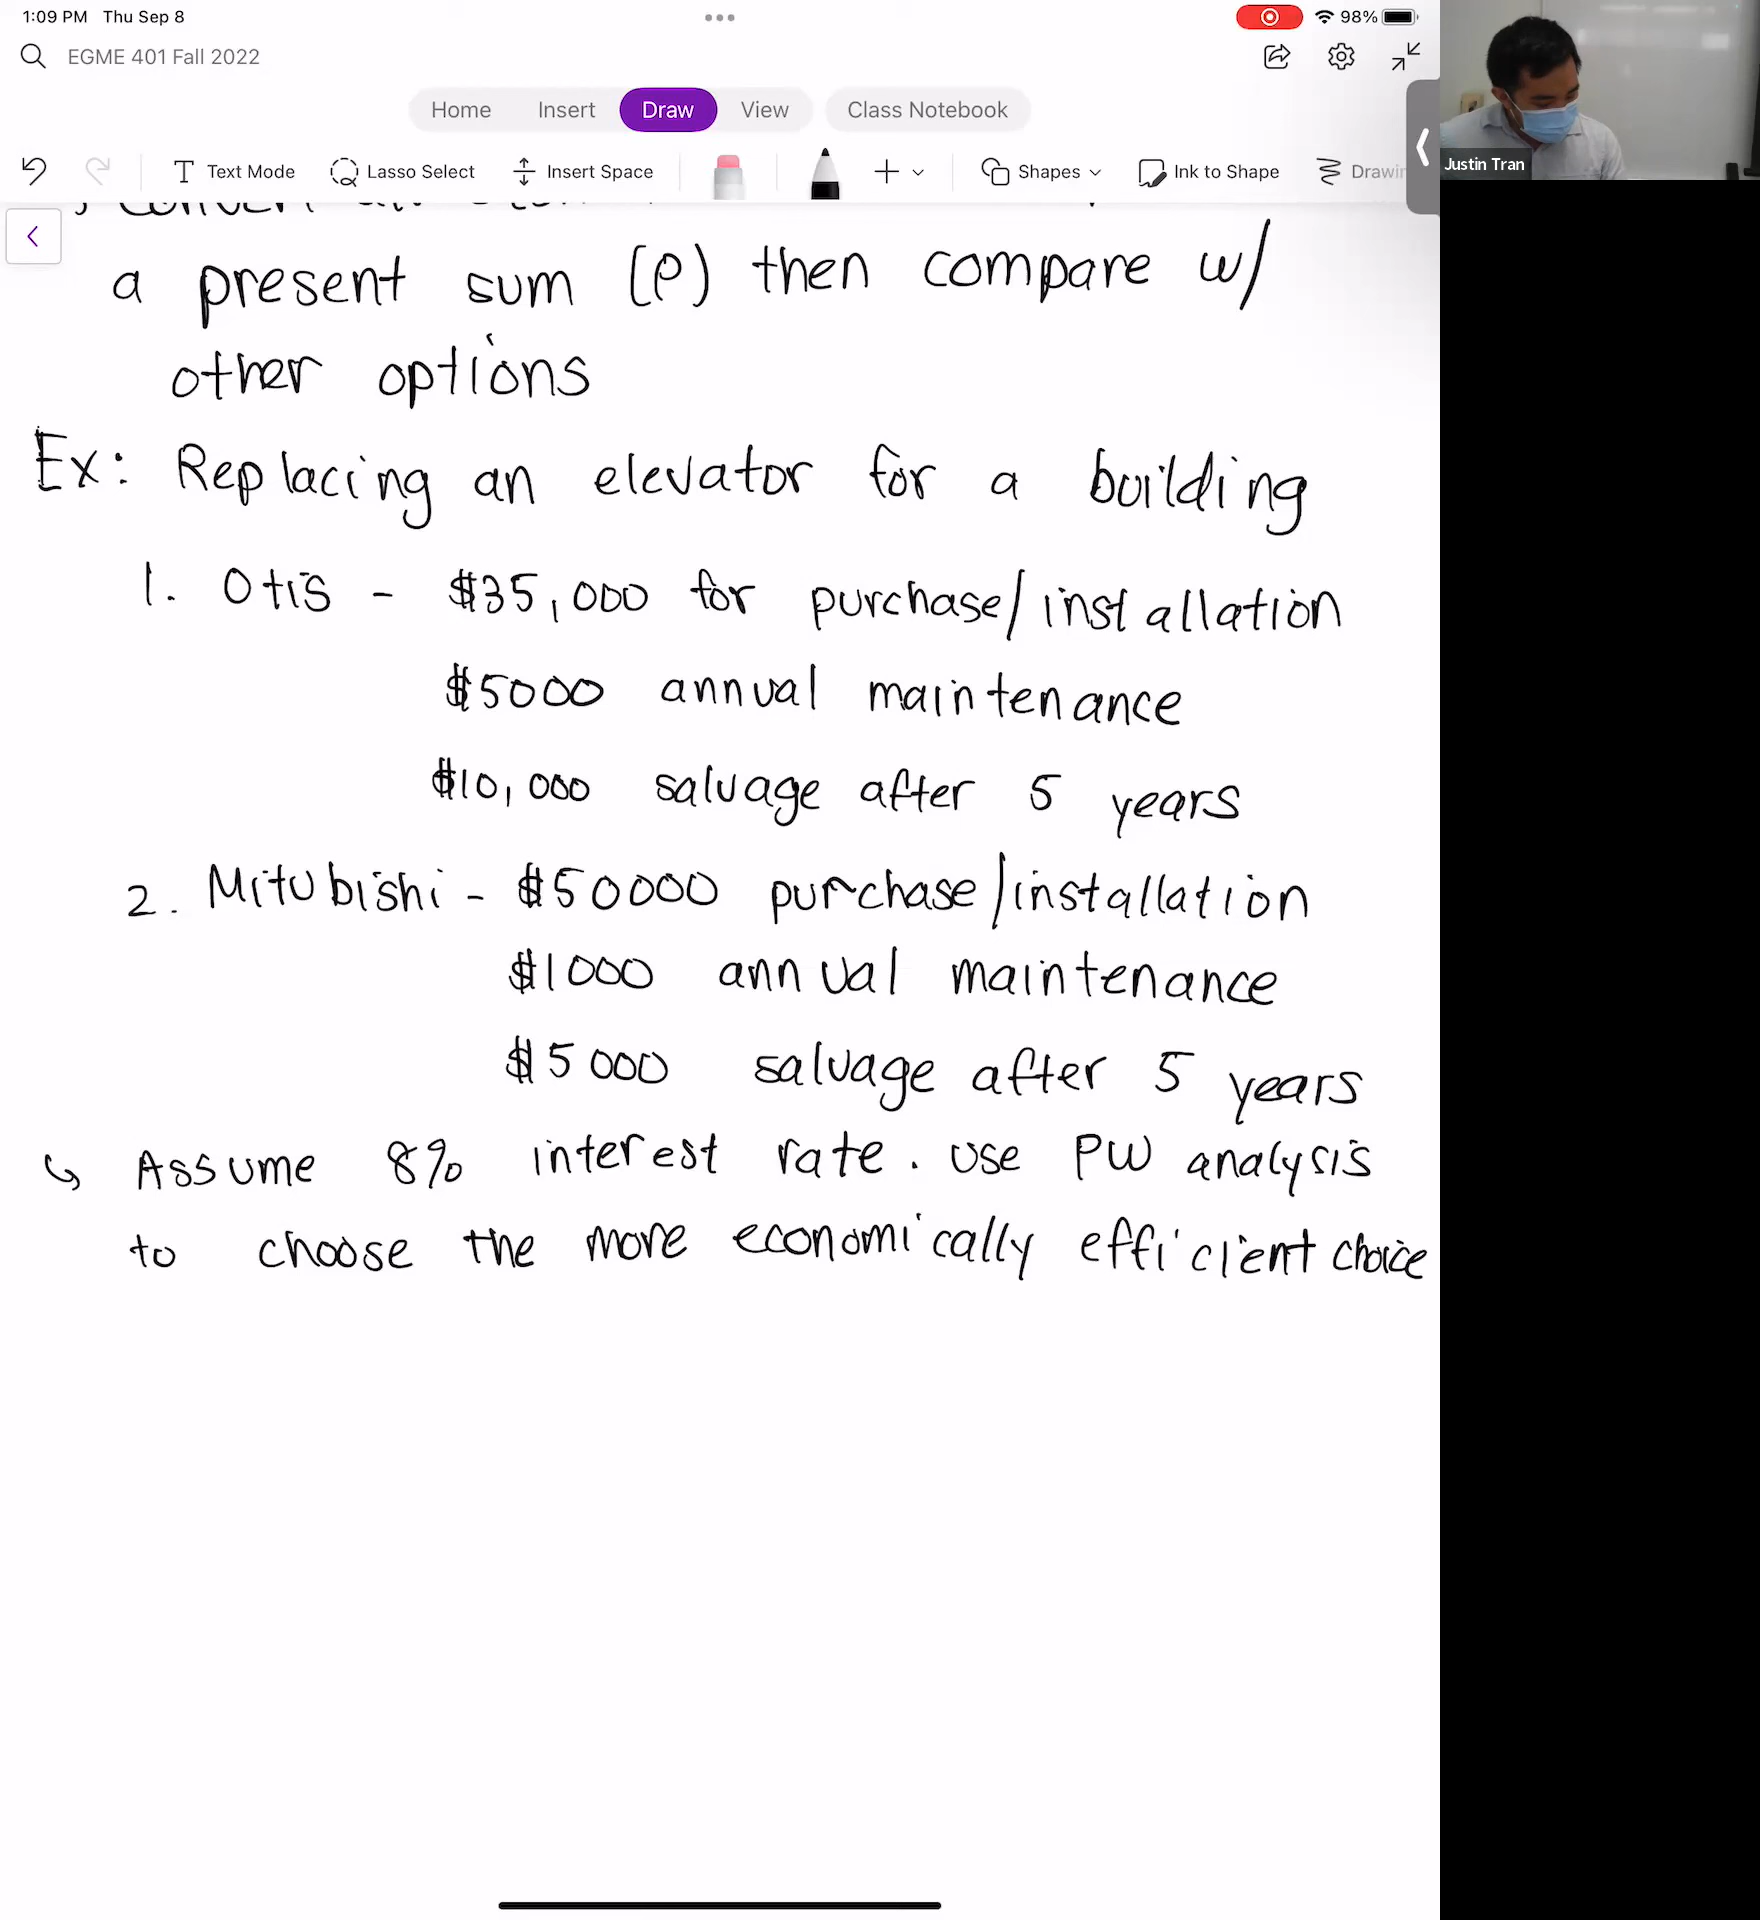 1:09 PM Thu Sep 8
98%
EGME 401 Fall 2022
Home Insert Draw View Class Notebook
Text Mode Lasso Select Insert Space Shapes Ink to Shape Drawin
Justin Tran
convert
a present sum (P) then compare w/
other options
Ex: Replacing an elevator for a building
1. Otis - $35,000 for purchase/installation
$5000 annual maintenance
$10,000 salvage after 5 years
2. Mitubishi - $50000 purchase/installation
$1000 annual maintenance
$5000 salvage after 5 years
↳ Assume 8% interest rate. Use PW analysis
to choose the more economically efficient choice